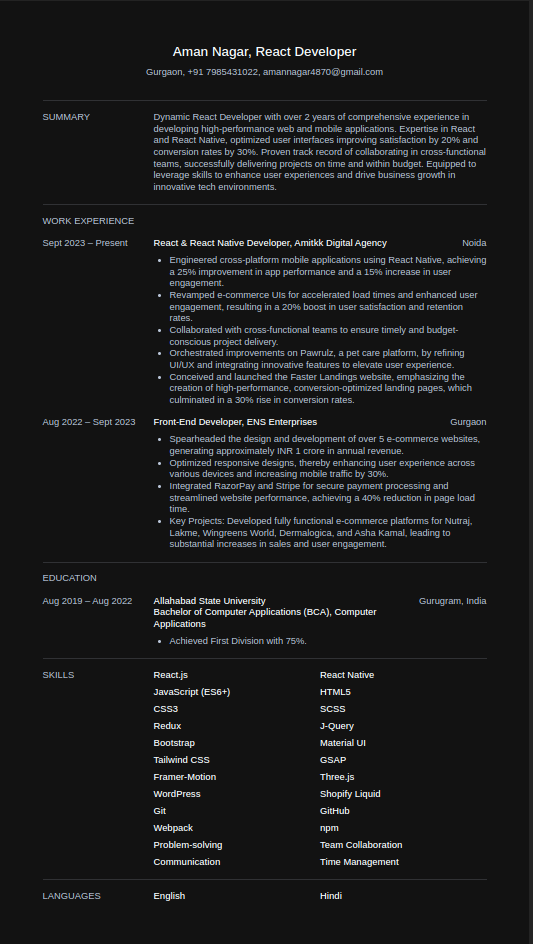 Aman Nagar, React Developer
Gurgaon, +91 7985431022, amannagar4870@gmail.com
SUMMARY
Dynamic React Developer with over 2 years of comprehensive experience in
developing high-performance web and mobile applications. Expertise in React
and React Native, optimized user interfaces improving satisfaction by 20% and
conversion rates by 30%. Proven track record of collaborating in cross-functional
teams, successfully delivering projects on time and within budget. Equipped to
leverage skills to enhance user experiences and drive business growth in
innovative tech environments.
WORK EXPERIENCE
Sept 2023 – Present React & React Native Developer, Amitkk Digital Agency Noida
• Engineered cross-platform mobile applications using React Native, achieving
a 25% improvement in app performance and a 15% increase in user
engagement.
• Revamped e-commerce UIs for accelerated load times and enhanced user
engagement, resulting in a 20% boost in user satisfaction and retention
rates.
• Collaborated with cross-functional teams to ensure timely and budget-
conscious project delivery.
• Orchestrated improvements on Pawrulz, a pet care platform, by refining
UI/UX and integrating innovative features to elevate user experience.
• Conceived and launched the Faster Landings website, emphasizing the
creation of high-performance, conversion-optimized landing pages, which
culminated in a 30% rise in conversion rates.
Aug 2022 – Sept 2023 Front-End Developer, ENS Enterprises Gurgaon
• Spearheaded the design and development of over 5 e-commerce websites,
generating approximately INR 1 crore in annual revenue.
• Optimized responsive designs, thereby enhancing user experience across
various devices and increasing mobile traffic by 30%.
• Integrated RazorPay and Stripe for secure payment processing and
streamlined website performance, achieving a 40% reduction in page load
time.
• Key Projects: Developed fully functional e-commerce platforms for Nutraj,
Lakme, Wingreens World, Dermalogica, and Asha Kamal, leading to
substantial increases in sales and user engagement.
EDUCATION
Aug 2019 – Aug 2022 Allahabad State University Gurugram, India
Bachelor of Computer Applications (BCA), Computer
Applications
• Achieved First Division with 75%.
SKILLS React.js React Native
JavaScript (ES6+) HTML5
CSS3 SCSS
Redux J-Query
Bootstrap Material UI
Tailwind CSS GSAP
Framer-Motion Three.js
WordPress Shopify Liquid
Git GitHub
Webpack npm
Problem-solving Team Collaboration
Communication Time Management
LANGUAGES English Hindi